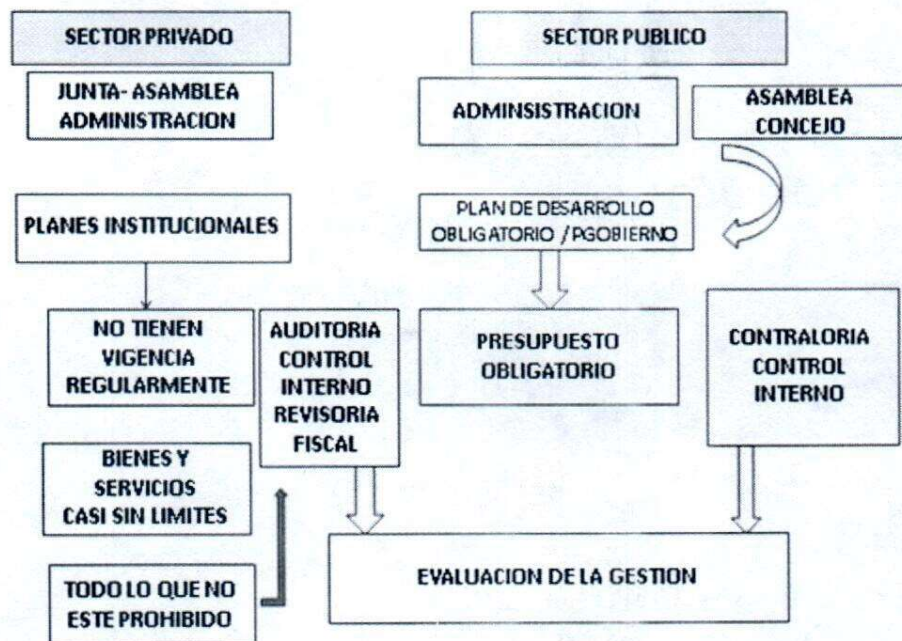 SECTOR PRIVADO
SECTOR PUBLICO
JUNTA- ASAMBLEA
ADMINISTRACION
ADMINSISTRACION
ASAMBLEA
CONCEJO
PLANES INSTITUCIONALES
PLAN DE DESARROLLO
OBLIGATORIO /PGOBIERNO
NO TIENEN
VIGENCIA
REGULARMENTE
AUDITORIA
CONTROL
INTERNO
REVISORIA
FISCAL
PRESUPUESTO
OBLIGATORIO
CONTRALORIA
CONTROL
INTERNO
BIENES Y
SERVICIOS
CASI SIN LIMITES
TODO LO QUE NO
ESTE PROHIBIDO
EVALUACION DE LA GESTION